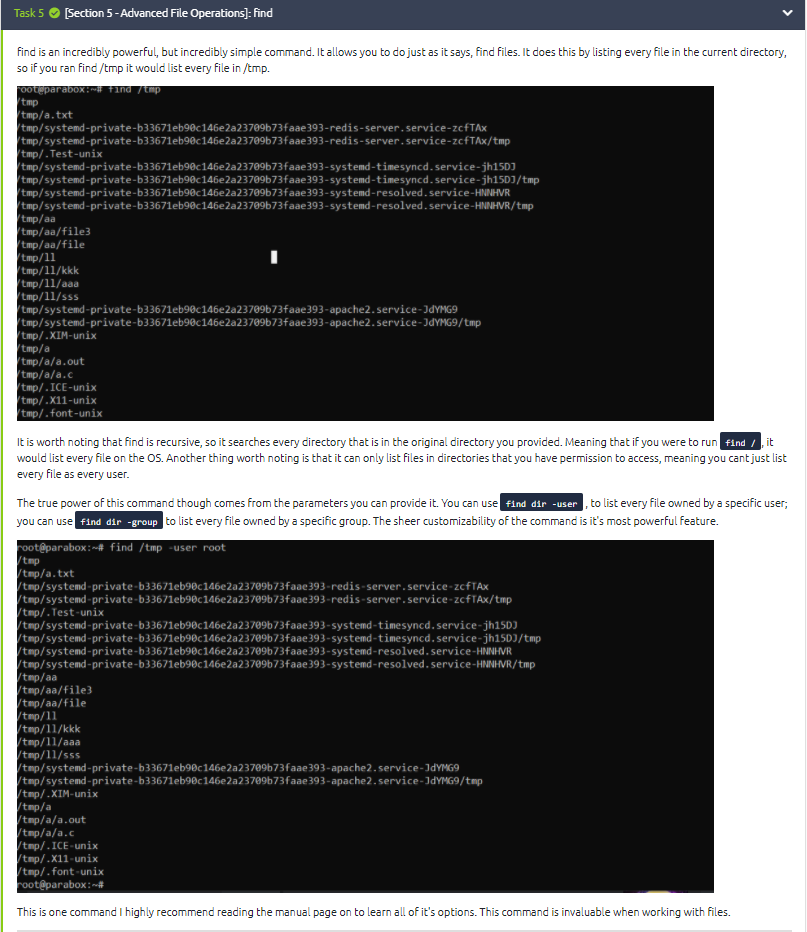 Task 5 [Section 5 - Advanced File Operations]: find
find is an incredibly powerful, but incredibly simple command. It allows you to do just as it says, find files. It does this by listing every file in the current directory,
so if you ran find /tmp it would list every file in /tmp.
root@parabox:~# find /tmp
/tmp
/tmp/a.txt
/tmp/systemd-private-b33671eb90c146e2a23709b73faae393-redis-server.service-zcfTAx
/tmp/systemd-private-b33671eb90c146e2a23709b73faae393-redis-server.service-zcfTAx/tmp
/tmp/.Test-unix
/tmp/systemd-private-b33671eb90c146e2a23709b73faae393-systemd-timesyncd.service-jh15DJ
/tmp/systemd-private-b33671eb90c146e2a23709b73faae393-systemd-timesyncd.service-jh15DJ/tmp
/tmp/systemd-private-b33671eb90c146e2a23709b73faae393-systemd-resolved.service-HNNHVR
/tmp/systemd-private-b33671eb90c146e2a23709b73faae393-systemd-resolved.service-HNNHVR/tmp
/tmp/aa
/tmp/aa/file3
/tmp/aa/file
/tmp/ll
/tmp/ll/kkk
/tmp/ll/aaa
/tmp/ll/sss
/tmp/systemd-private-b33671eb90c146e2a23709b73faae393-apache2.service-JdYMG9
/tmp/systemd-private-b33671eb90c146e2a23709b73faae393-apache2.service-JdYMG9/tmp
/tmp/.XIM-unix
/tmp/a
/tmp/a/a.out
/tmp/a/a.c
/tmp/.ICE-unix
/tmp/.X11-unix
/tmp/.font-unix
It is worth noting that find is recursive, so it searches every directory that is in the original directory you provided. Meaning that if you were to run find / , it
would list every file on the OS. Another thing worth noting is that it can only list files in directories that you have permission to access, meaning you cant just list
every file as every user.
The true power of this command though comes from the parameters you can provide it. You can use find dir -user , to list every file owned by a specific user;
you can use find dir -group to list every file owned by a specific group. The sheer customizability of the command is it's most powerful feature.
root@parabox:~# find /tmp -user root
/tmp
/tmp/a.txt
/tmp/systemd-private-b33671eb90c146e2a23709b73faae393-redis-server.service-zcfTAx
/tmp/systemd-private-b33671eb90c146e2a23709b73faae393-redis-server.service-zcfTAx/tmp
/tmp/.Test-unix
/tmp/systemd-private-b33671eb90c146e2a23709b73faae393-systemd-timesyncd.service-jh15DJ
/tmp/systemd-private-b33671eb90c146e2a23709b73faae393-systemd-timesyncd.service-jh15DJ/tmp
/tmp/systemd-private-b33671eb90c146e2a23709b73faae393-systemd-resolved.service-HNNHVR
/tmp/systemd-private-b33671eb90c146e2a23709b73faae393-systemd-resolved.service-HNNHVR/tmp
/tmp/aa
/tmp/aa/file3
/tmp/aa/file
/tmp/ll
/tmp/ll/kkk
/tmp/ll/aaa
/tmp/ll/sss
/tmp/systemd-private-b33671eb90c146e2a23709b73faae393-apache2.service-JdYMG9
/tmp/systemd-private-b33671eb90c146e2a23709b73faae393-apache2.service-JdYMG9/tmp
/tmp/.XIM-unix
/tmp/a
/tmp/a/a.out
/tmp/a/a.c
/tmp/.ICE-unix
/tmp/.X11-unix
/tmp/.font-unix
root@parabox:~#
This is one command I highly recommend reading the manual page on to learn all of it's options. This command is invaluable when working with files.